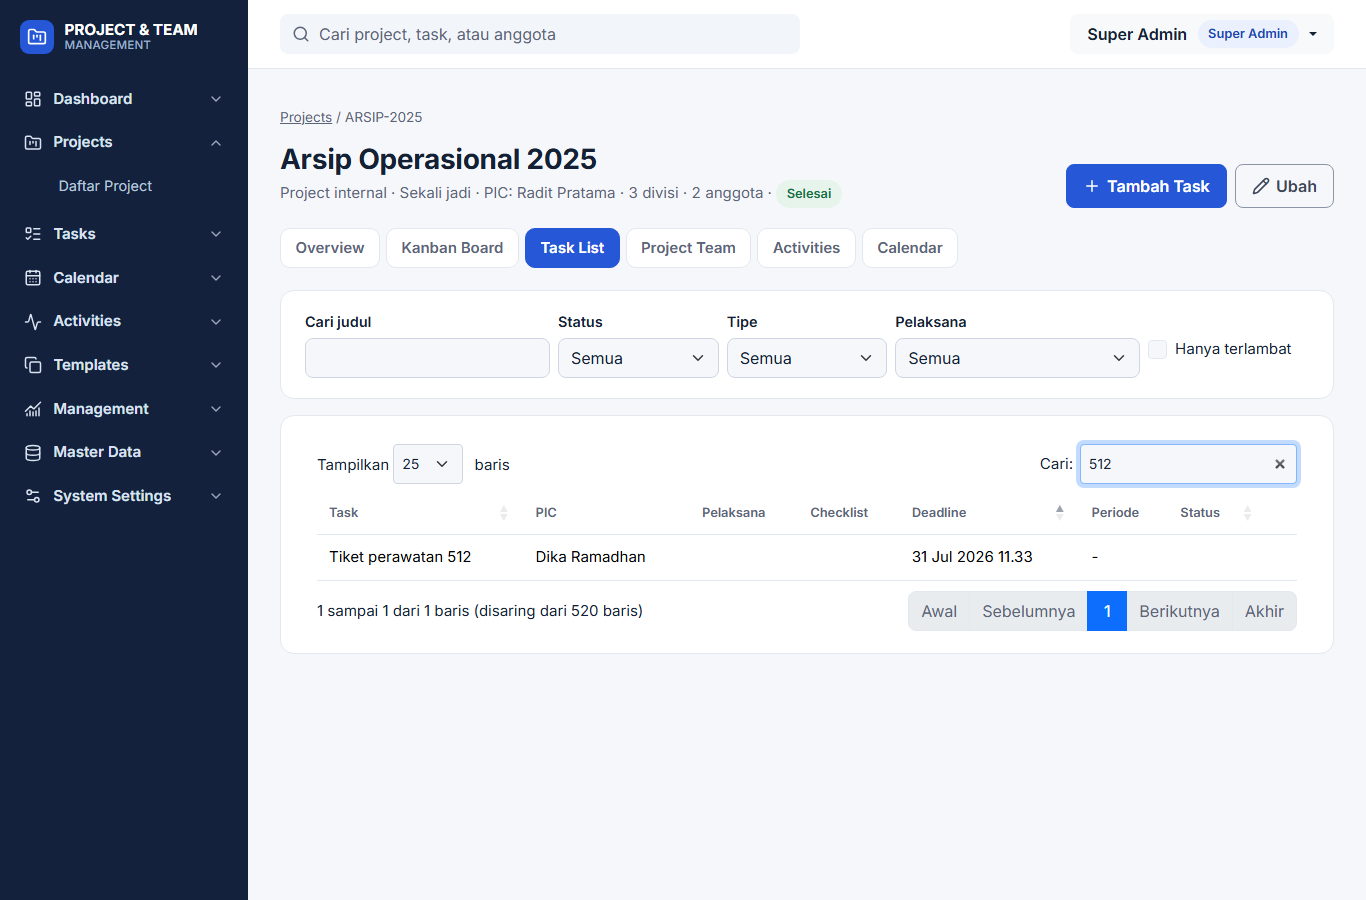 PROJECT & TEAM
MANAGEMENT
Dashboard
Projects
Daftar Project
Tasks
Calendar
Activities
Templates
Management
Master Data
System Settings
Cari project, task, atau anggota
Super Admin Super Admin
Projects / ARSIP-2025
Arsip Operasional 2025
Project internal · Sekali jadi · PIC: Radit Pratama · 3 divisi · 2 anggota · Selesai
Tambah Task Ubah
Overview Kanban Board Task List Project Team Activities Calendar
Cari judul Status Tipe Pelaksana
Semua Semua Semua Hanya terlambat
Tampilkan 25 baris Cari: 512
Task PIC Pelaksana Checklist Deadline Periode Status
Tiket perawatan 512 Dika Ramadhan 31 Jul 2026 11.33 -
1 sampai 1 dari 1 baris (disaring dari 520 baris) Awal Sebelumnya 1 Berikutnya Akhir